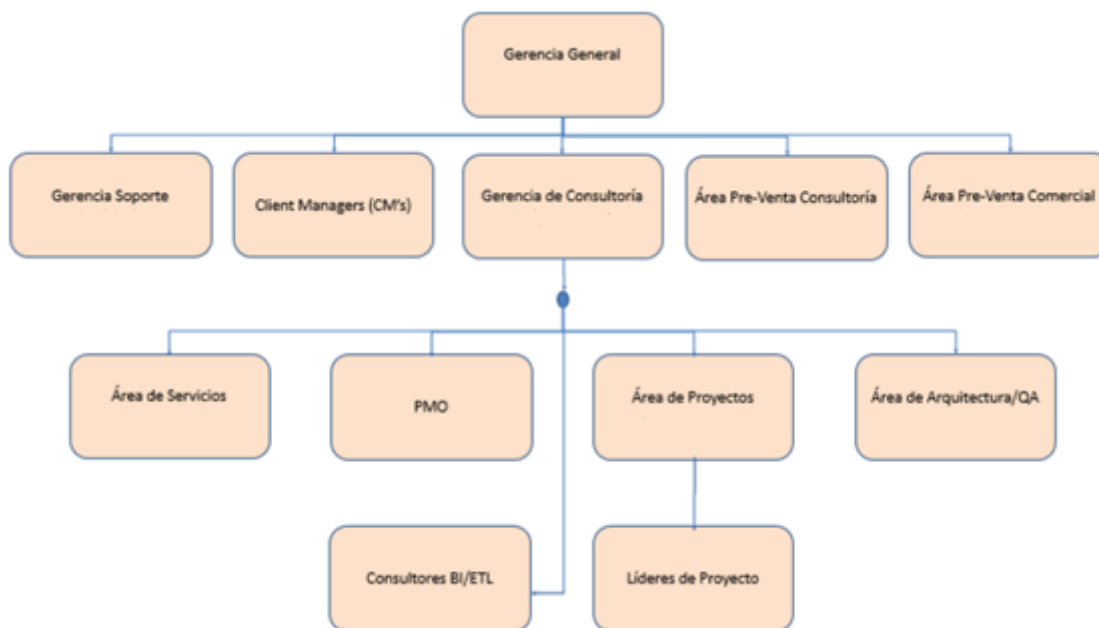 Gerencia General
Gerencia Soporte
Client Managers (CM's)
Gerencia de Consultoría
Área Pre-Venta Consultoría
Área Pre-Venta Comercial
Área de Servicios
PMO
Área de Proyectos
Área de Arquitectura/QA
Consultores BI/ETL
Líderes de Proyecto